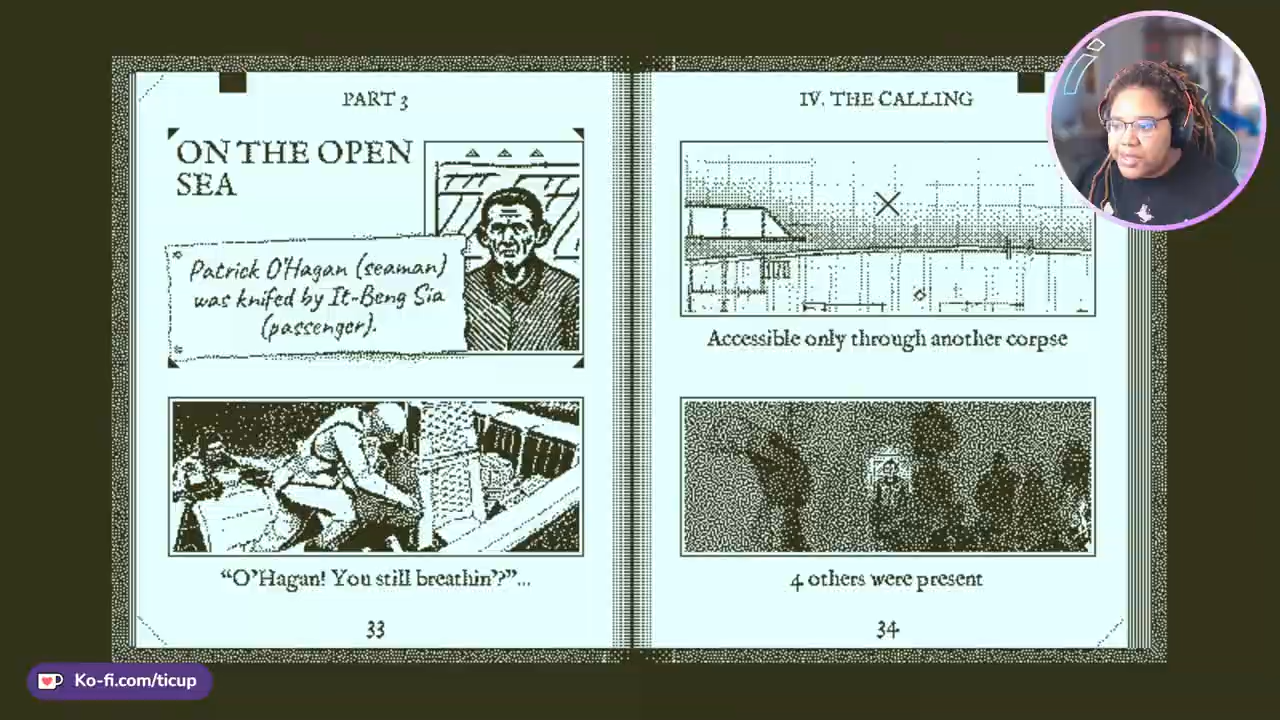 PART 3
ON THE OPEN
SEA
Patrick O'Hagan (seaman)
was knifed by It-Beng Sia
(passenger).
"O'Hagan! You still breathin'?"...
33
IV. THE CALLING
Accessible only through another corpse
4 others were present
34
Ko-fi.com/ticup